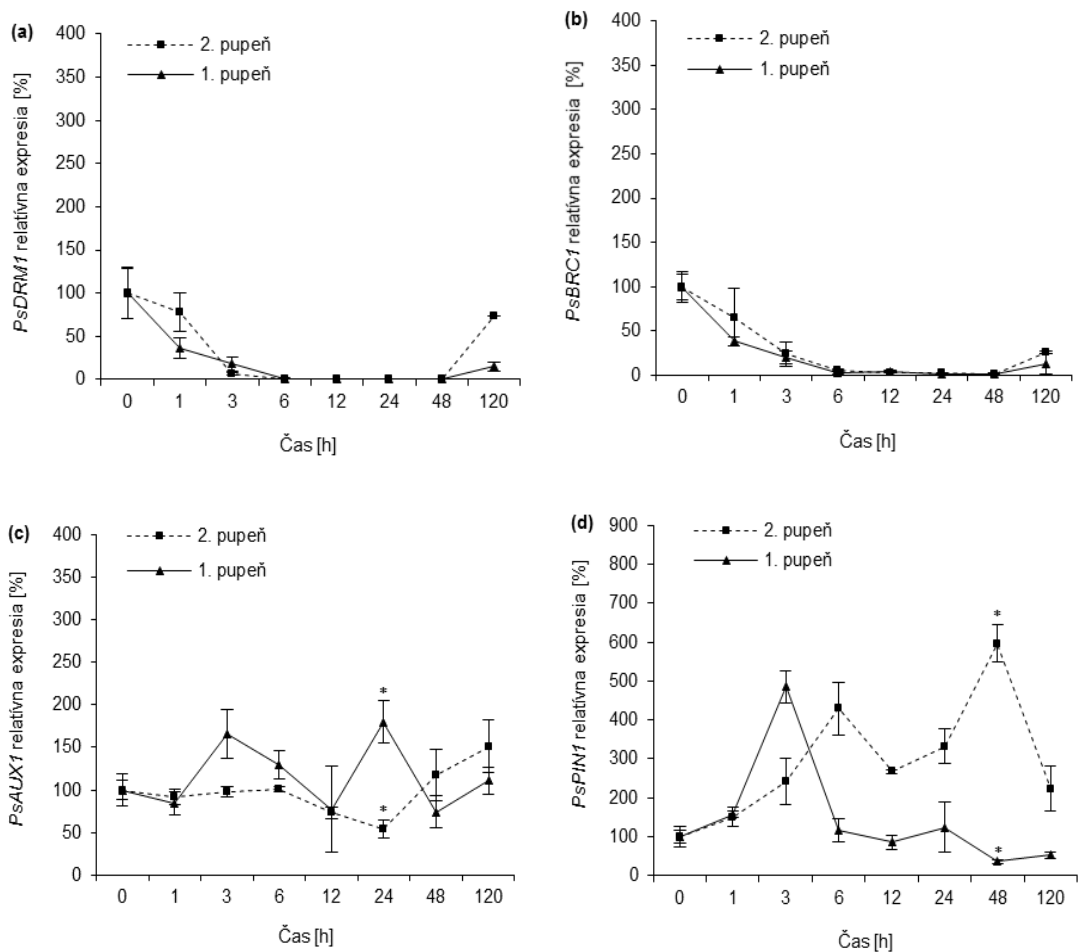 (a)
2. pupeň
1. pupeň
PsDRM1 relatívna expresia [%]
400
350
300
250
200
150
100
50
0
0 1 3 6 12 24 48 120
Čas [h]
(b)
2. pupeň
1. pupeň
PsBRC1 relatívna expresia [%]
400
350
300
250
200
150
100
50
0
0 1 3 6 12 24 48 120
Čas [h]
(c)
2. pupeň
1. pupeň
PsAUX1 relatívna expresia [%]
400
350
300
250
200
150
100
50
0
*
*
0 1 3 6 12 24 48 120
Čas [h]
(d)
2. pupeň
1. pupeň
PsPIN1 relatívna expresia [%]
900
800
700
600
500
400
300
200
100
0
*
*
0 1 3 6 12 24 48 120
Čas [h]